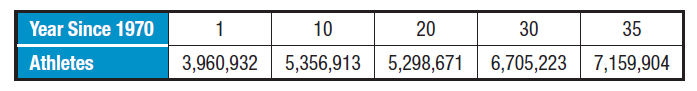 Year Since 1970 1 10 20 30 35
Athletes 3,960,932 5,356,913 5,298,671 6,705,223 7,159,904